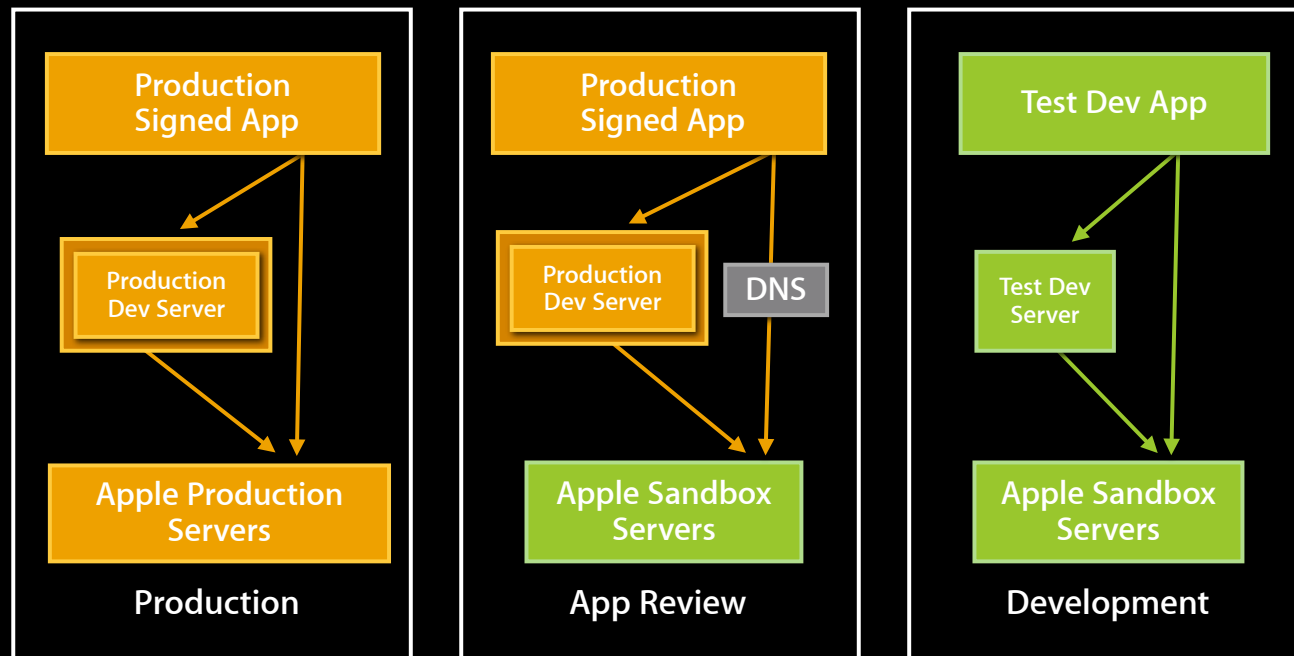 Production
Signed App
Production
Dev Server
Apple Production
Servers
Production
Production
Signed App
Production
Dev Server
DNS
Apple Sandbox
Servers
App Review
Test Dev App
Test Dev
Server
Apple Sandbox
Servers
Development